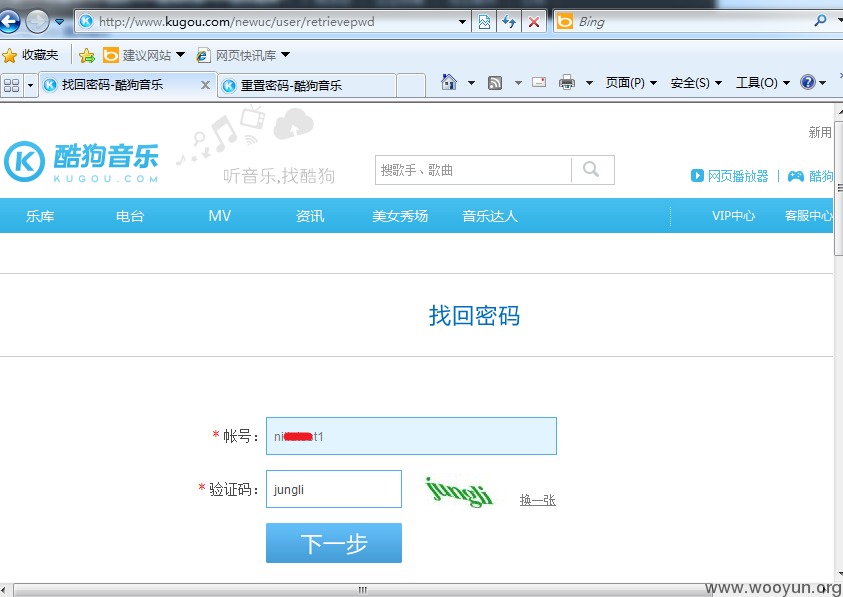 http://www.kugou.com/newuc/user/retrievepwd
Bing
收藏夹
建议网站
网页快讯库
找回密码-酷狗音乐
重置密码-酷狗音乐
页面(P)
安全(S)
工具(O)
酷狗音乐
KUGOU.COM
听音乐,找酷狗
搜歌手、歌曲
新用
网页播放器
酷狗
乐库
电台
MV
资讯
美女秀场
音乐达人
VIP中心
客服中心
找回密码
* 帐号：
t1
* 验证码：
jungli
jungli
换一张
下一步
www.wooyun.org